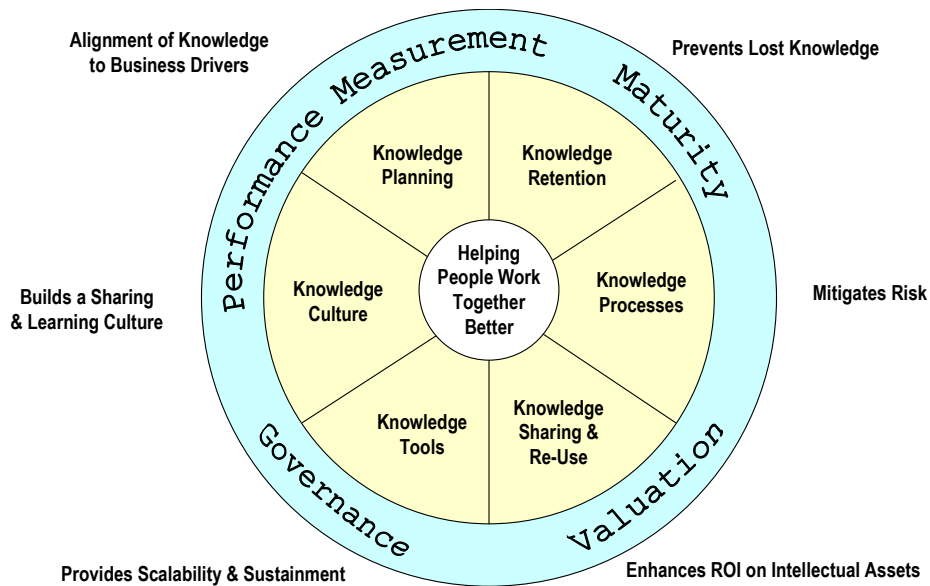 Alignment of Knowledge
to Business Drivers
Prevents Lost Knowledge
Performance Measurement
Maturity
Knowledge
Planning
Knowledge
Retention
Helping
People Work
Together
Better
Knowledge
Culture
Knowledge
Processes
Builds a Sharing
& Learning Culture
Mitigates Risk
Knowledge
Tools
Knowledge
Sharing &
Re-Use
Governance
Valuation
Provides Scalability & Sustainment
Enhances ROI on Intellectual Assets